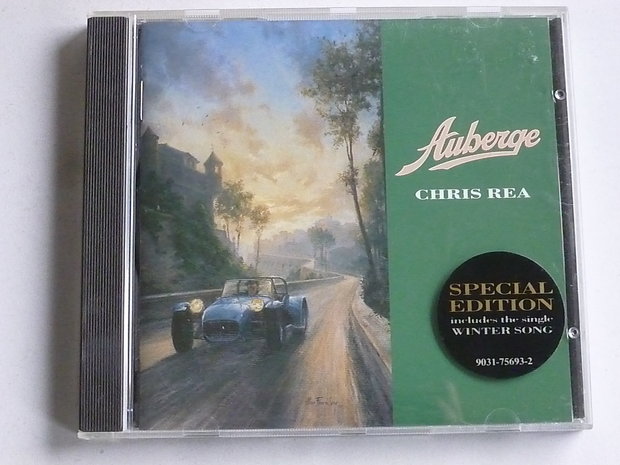 Auberge
CHRIS REA
SPECIAL
EDITION
includes the single
WINTER SONG
9031-75693-2